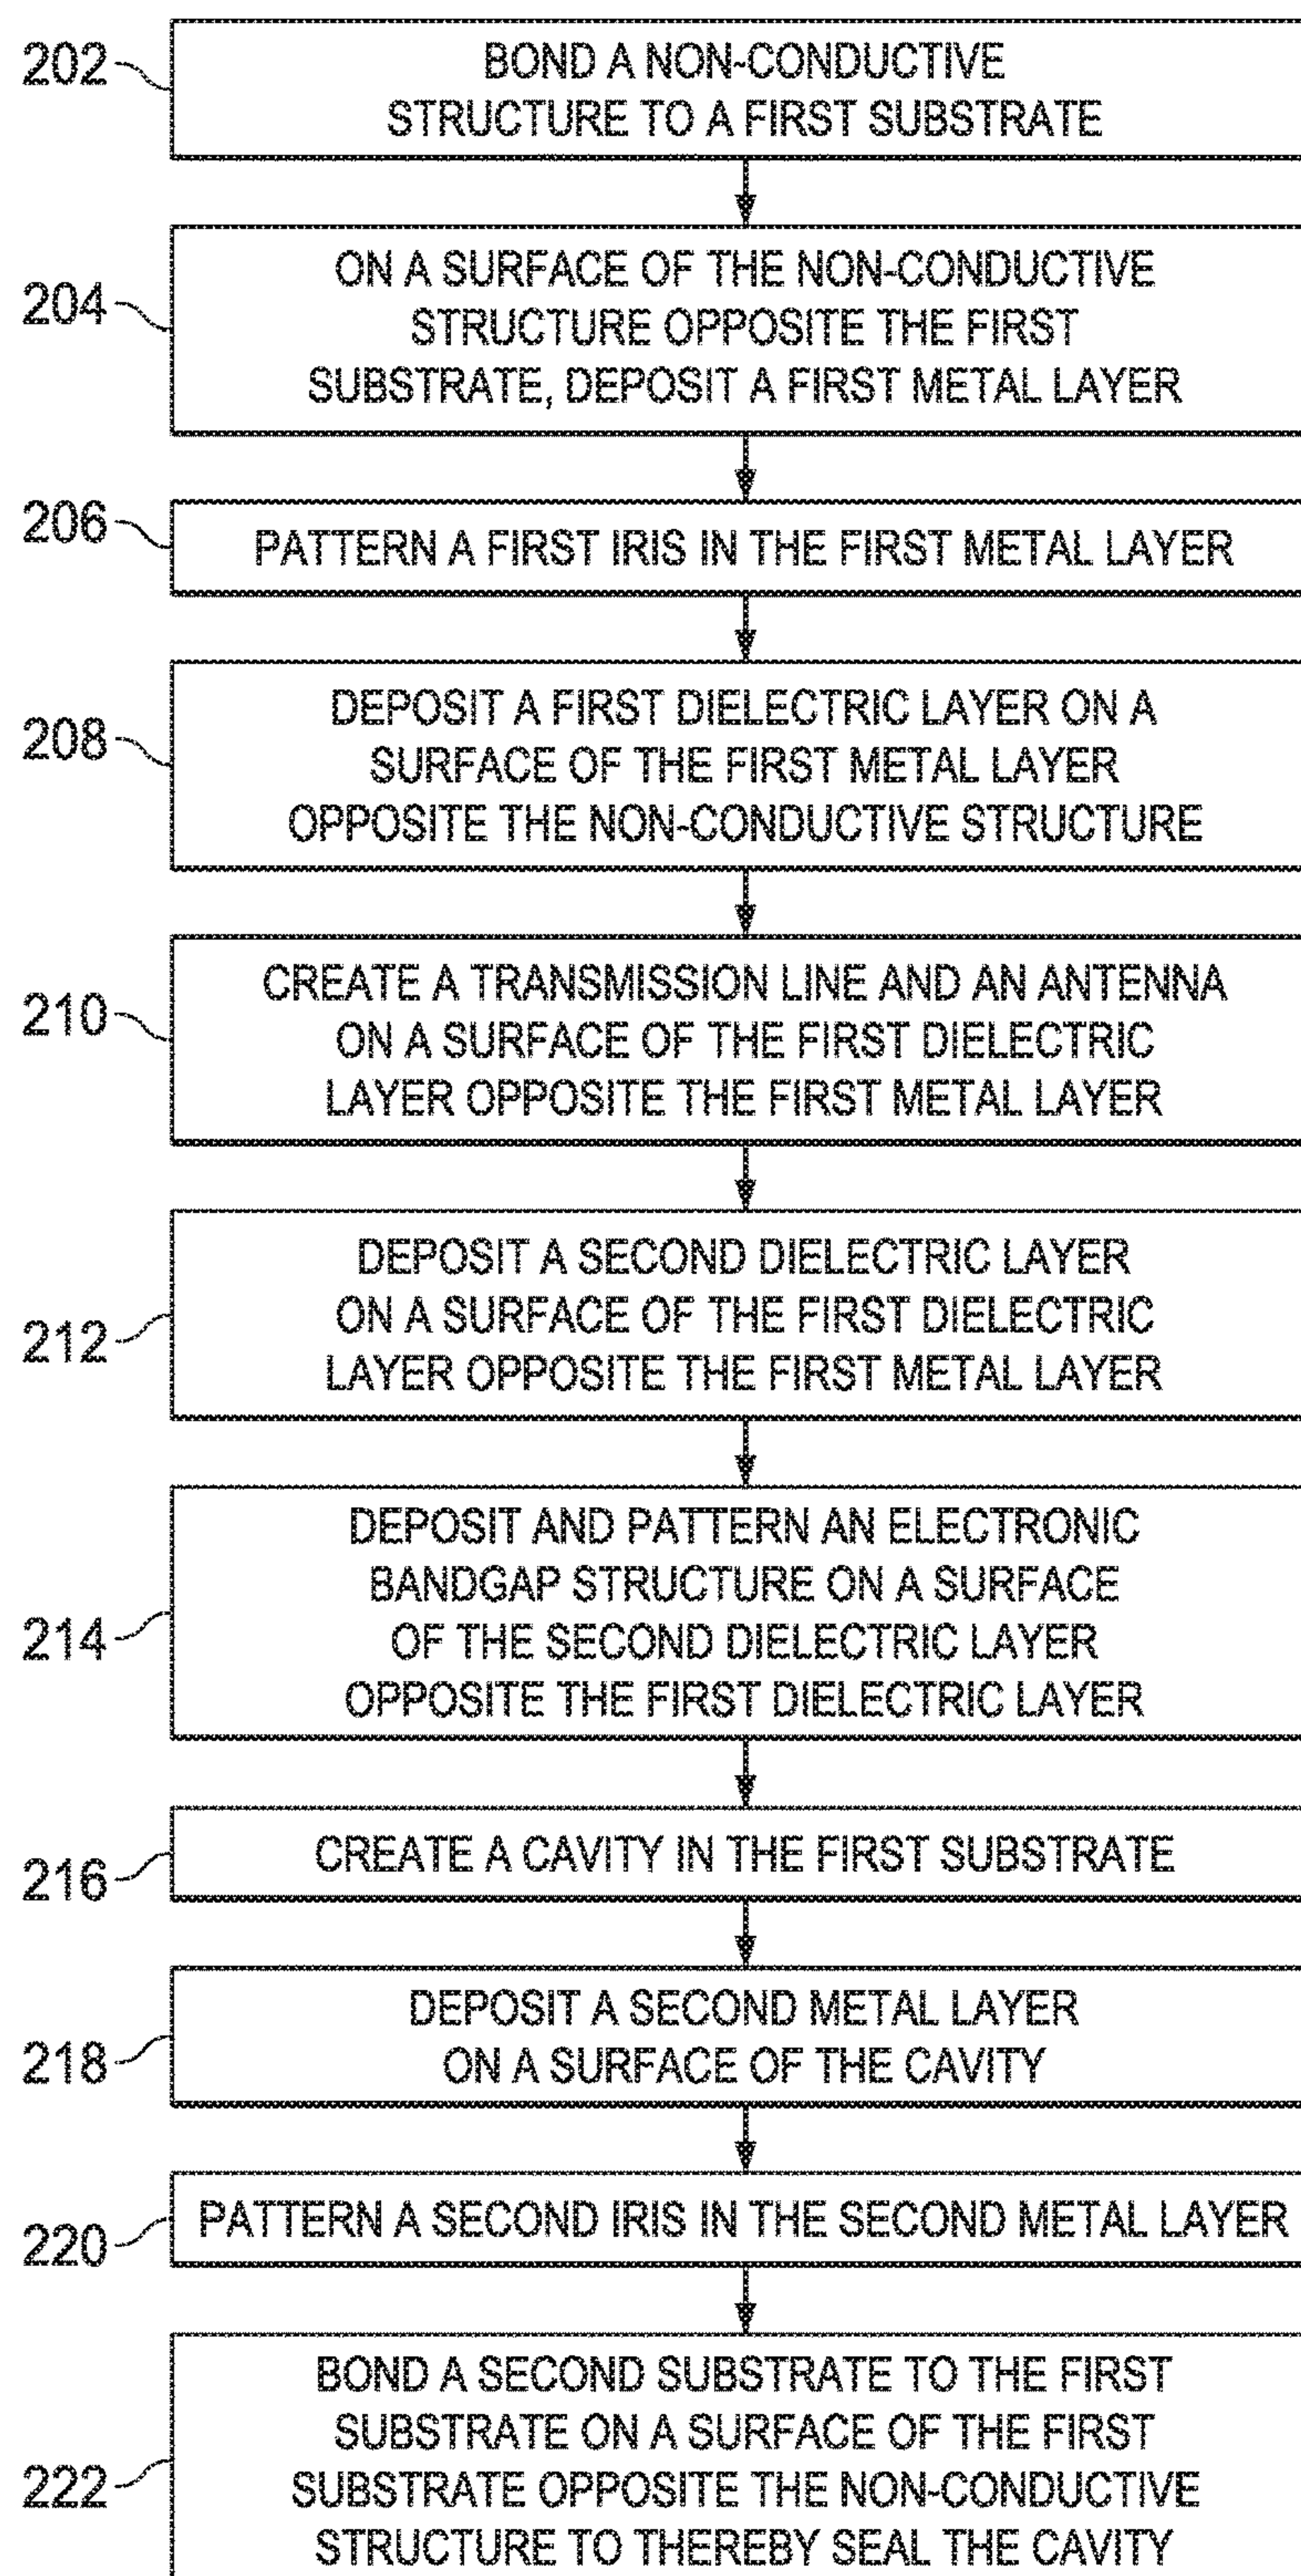 202
BOND A NON-CONDUCTIVE
STRUCTURE TO A FIRST SUBSTRATE
204
ON A SURFACE OF THE NON-CONDUCTIVE
STRUCTURE OPPOSITE THE FIRST
SUBSTRATE, DEPOSIT A FIRST METAL LAYER
206
PATTERN A FIRST IRIS IN THE FIRST METAL LAYER
208
DEPOSIT A FIRST DIELECTRIC LAYER ON A
SURFACE OF THE FIRST METAL LAYER
OPPOSITE THE NON-CONDUCTIVE STRUCTURE
210
CREATE A TRANSMISSION LINE AND AN ANTENNA
ON A SURFACE OF THE FIRST DIELECTRIC
LAYER OPPOSITE THE FIRST METAL LAYER
212
DEPOSIT A SECOND DIELECTRIC LAYER
ON A SURFACE OF THE FIRST DIELECTRIC
LAYER OPPOSITE THE FIRST METAL LAYER
214
DEPOSIT AND PATTERN AN ELECTRONIC
BANDGAP STRUCTURE ON A SURFACE
OF THE SECOND DIELECTRIC LAYER
OPPOSITE THE FIRST DIELECTRIC LAYER
216
CREATE A CAVITY IN THE FIRST SUBSTRATE
218
DEPOSIT A SECOND METAL LAYER
ON A SURFACE OF THE CAVITY
220
PATTERN A SECOND IRIS IN THE SECOND METAL LAYER
222
BOND A SECOND SUBSTRATE TO THE FIRST
SUBSTRATE ON A SURFACE OF THE FIRST
SUBSTRATE OPPOSITE THE NON-CONDUCTIVE
STRUCTURE TO THEREBY SEAL THE CAVITY